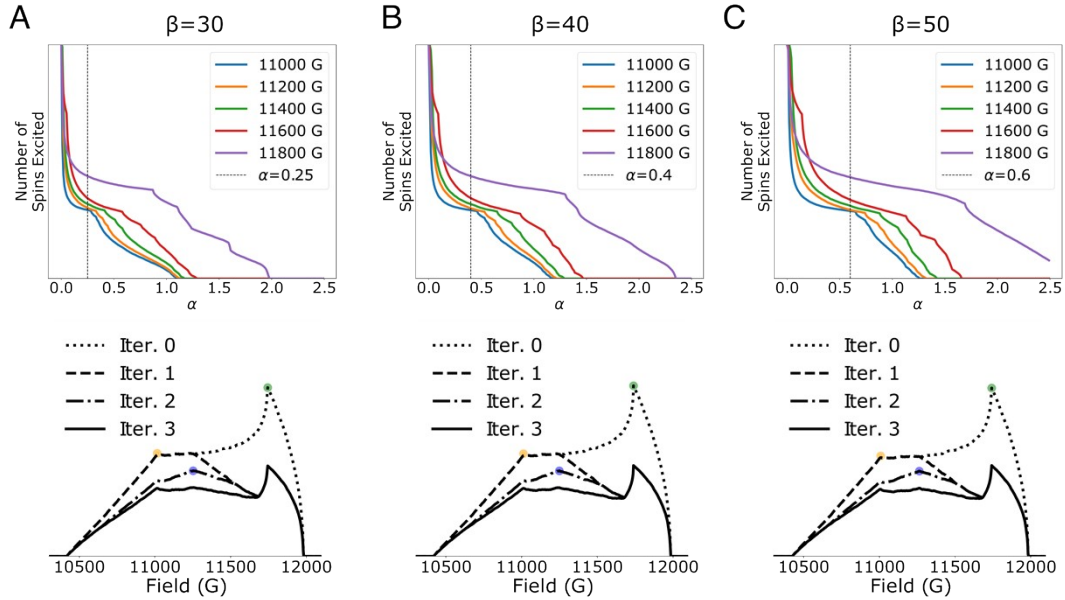 A
β=30
Number of
Spins Excited
11000 G
11200 G
11400 G
11600 G
11800 G
α=0.25
0.0 0.5 1.0 1.5 2.0 2.5
α
Iter. 0
Iter. 1
Iter. 2
Iter. 3
10500 11000 11500 12000
Field (G)
B
β=40
Number of
Spins Excited
11000 G
11200 G
11400 G
11600 G
11800 G
α=0.4
0.0 0.5 1.0 1.5 2.0 2.5
α
Iter. 0
Iter. 1
Iter. 2
Iter. 3
10500 11000 11500 12000
Field (G)
C
β=50
Number of
Spins Excited
11000 G
11200 G
11400 G
11600 G
11800 G
α=0.6
0.0 0.5 1.0 1.5 2.0 2.5
α
Iter. 0
Iter. 1
Iter. 2
Iter. 3
10500 11000 11500 12000
Field (G)